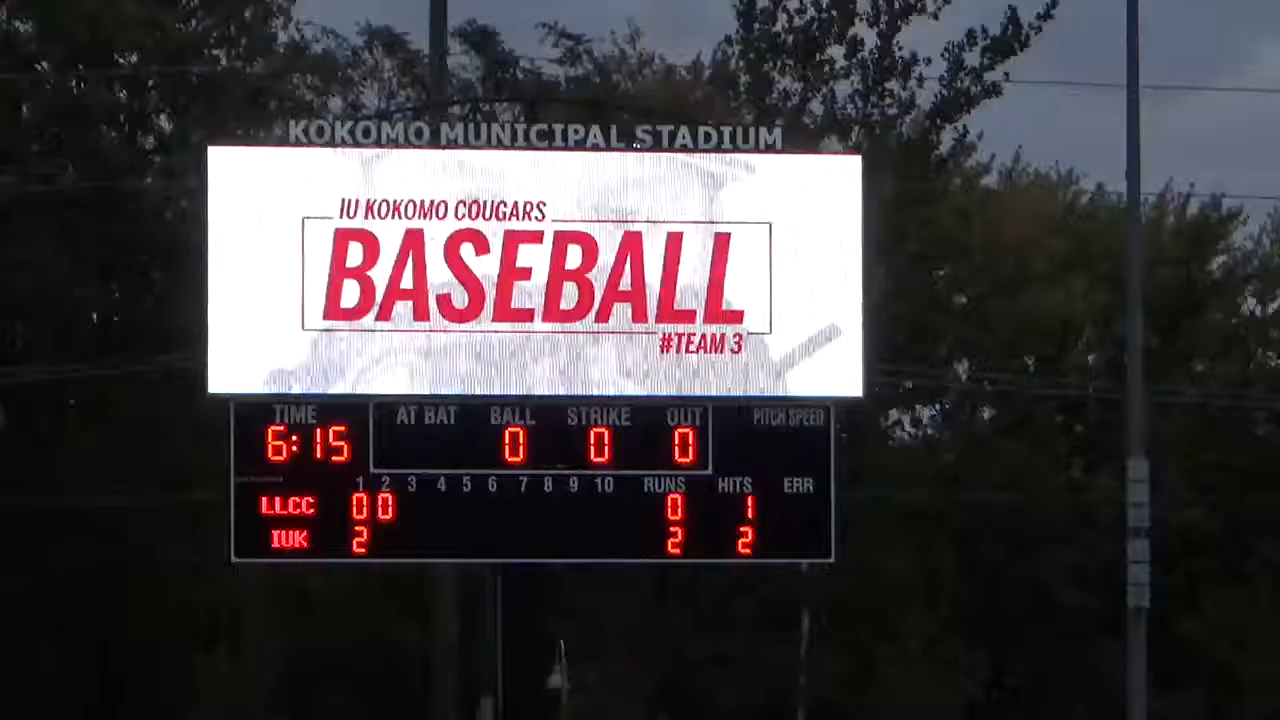 KOKOMO MUNICIPAL STADIUM
IU KOKOMO COUGARS
BASEBALL
#TEAM 3
TIME AT BAT BALL STRIKE OUT PITCH SPEED
6:15 0 0 0
1 2 3 4 5 6 7 8 9 10 RUNS HITS ERR
LLCC 0 0 0 1
IUK 2 2 2